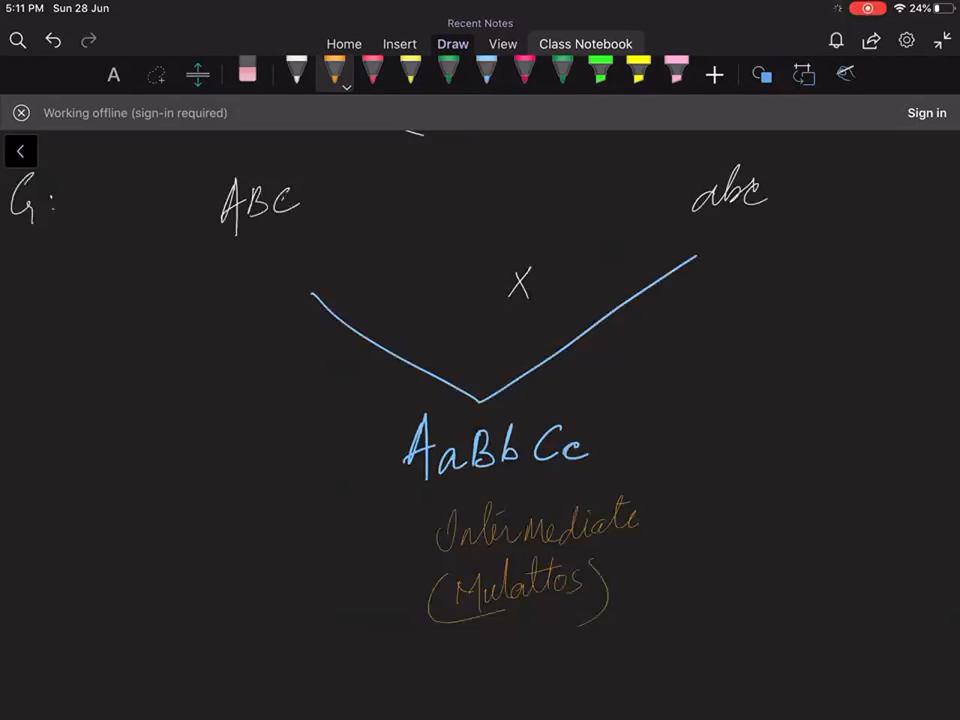 5:11 PM Sun 28 Jun
24%
Recent Notes
Home Insert Draw View Class Notebook
A
Working offline (sign-in required) Sign in
G: ABC abc
X
AaBbCc
Intermediate
(Mulattos)